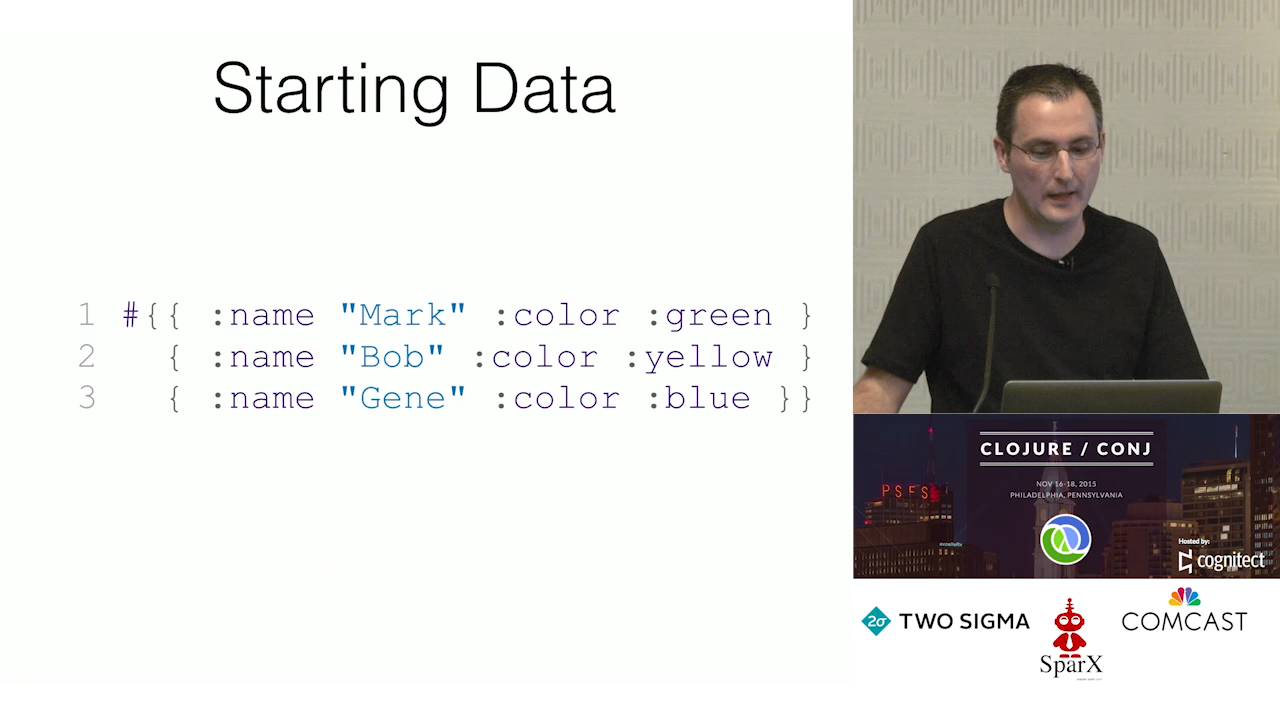 Starting Data
1 #{{ :name "Mark" :color :green }
2 { :name "Bob" :color :yellow }
3 { :name "Gene" :color :blue }}
CLOJURE / CONJ
NOV 16-18, 2015
PHILADELPHIA, PENNSYLVANIA
PSFS
Hosted by:
cognitect
2σ TWO SIGMA
SparX
COMCAST